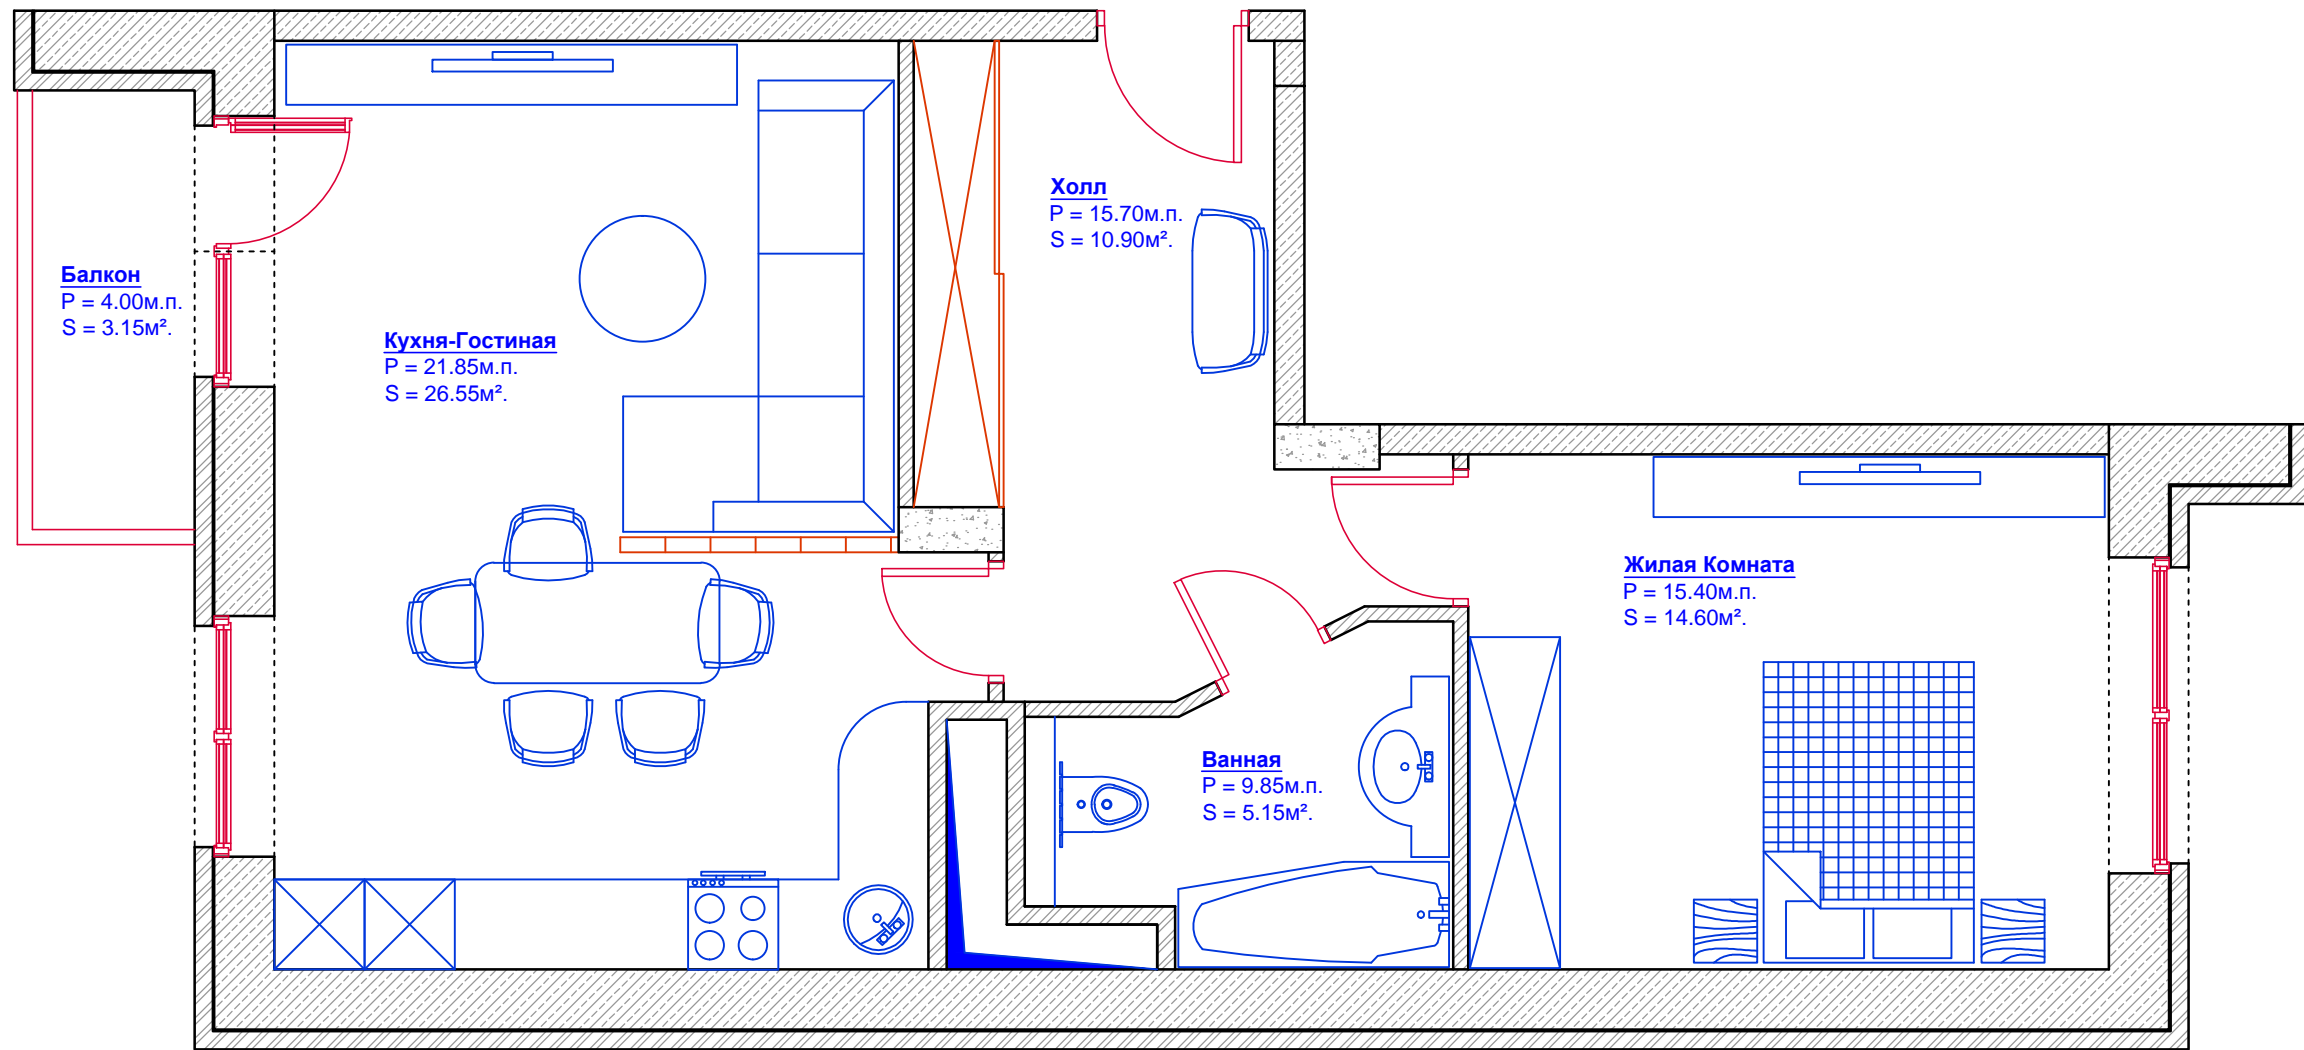 Холл
P = 15.70м.п.
S = 10.90м².
Балкон
P = 4.00м.п.
S = 3.15м².
Кухня-Гостиная
P = 21.85м.п.
S = 26.55м².
Жилая Комната
P = 15.40м.п.
S = 14.60м².
Ванная
P = 9.85м.п.
S = 5.15м².